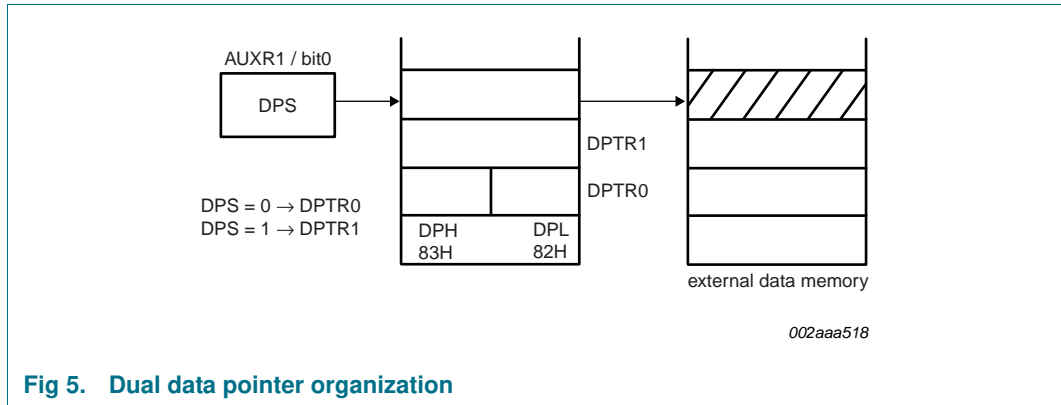 AUXR1 / bit0
DPS
DPTR1
DPTR0
DPS = 0 → DPTR0
DPS = 1 → DPTR1
DPH DPL
83H 82H
external data memory
002aaa518
Fig 5. Dual data pointer organization